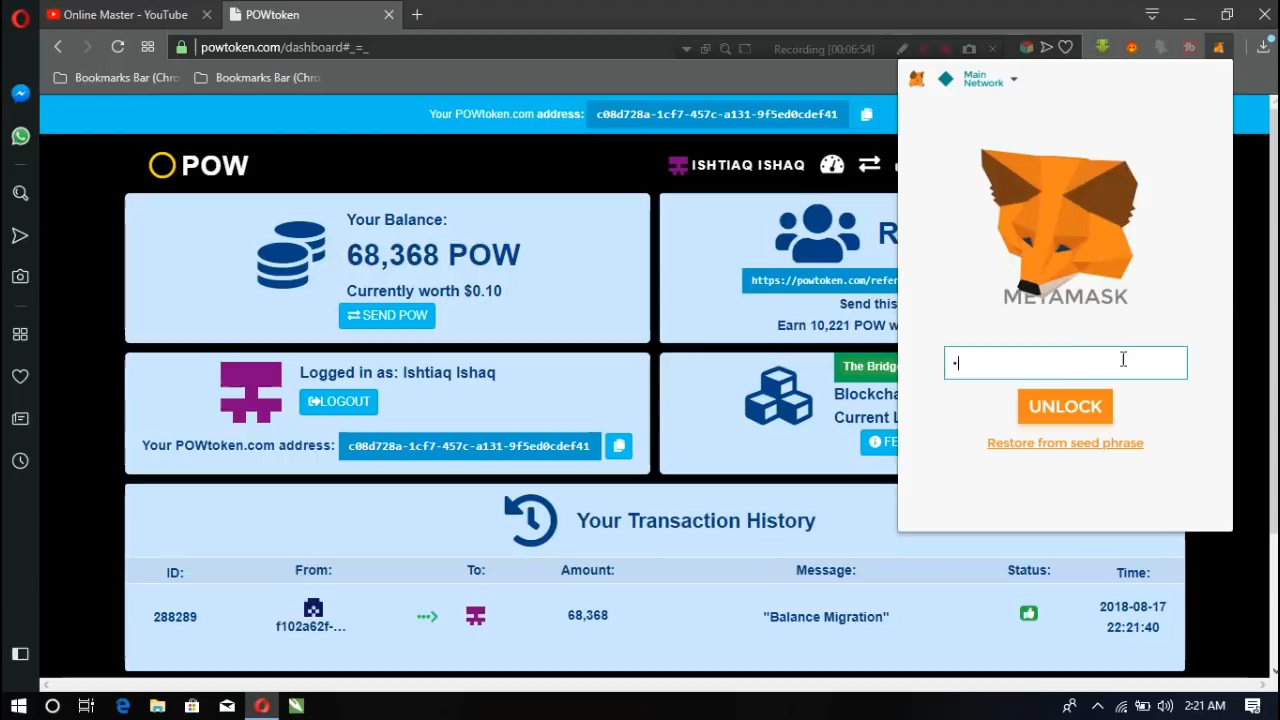 Online Master - YouTube
POWtoken
powtoken.com/dashboard#_=_
Recording [00:06:54]
Bookmarks Bar (Chro
Bookmarks Bar (Chro
Your POWtoken.com address:
c08d728a-1cf7-457c-a131-9f5ed0cdef41
POW
ISHTIAQ ISHAQ
Your Balance:
68,368 POW
Currently worth $0.10
SEND POW
R
https://powtoken.com/refer
Send this
Earn 10,221 POW w
Logged in as: Ishtiaq Ishaq
LOGOUT
Your POWtoken.com address:
c08d728a-1cf7-457c-a131-9f5ed0cdef41
The Bridge
Blockcha
Current L
FE
Your Transaction History
ID:
From:
To:
Amount:
Message:
Status:
Time:
288289
f102a62f-...
68,368
"Balance Migration"
2018-08-17
22:21:40
Main
Network
METAMASK
UNLOCK
Restore from seed phrase
2:21 AM